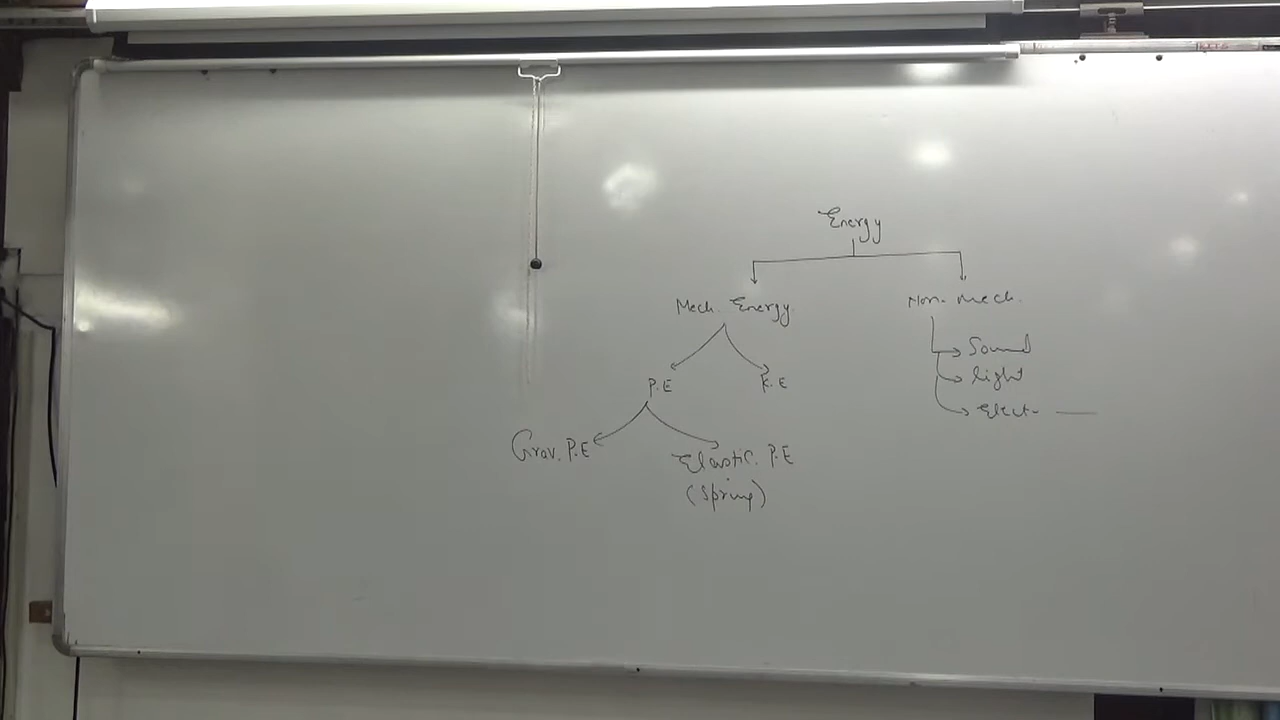 Energy
Mech. Energy
Non-mech.
P.E
K.E
Sound
light
Elect-
Grav. P.E
Elastic. P.E
(Spring)